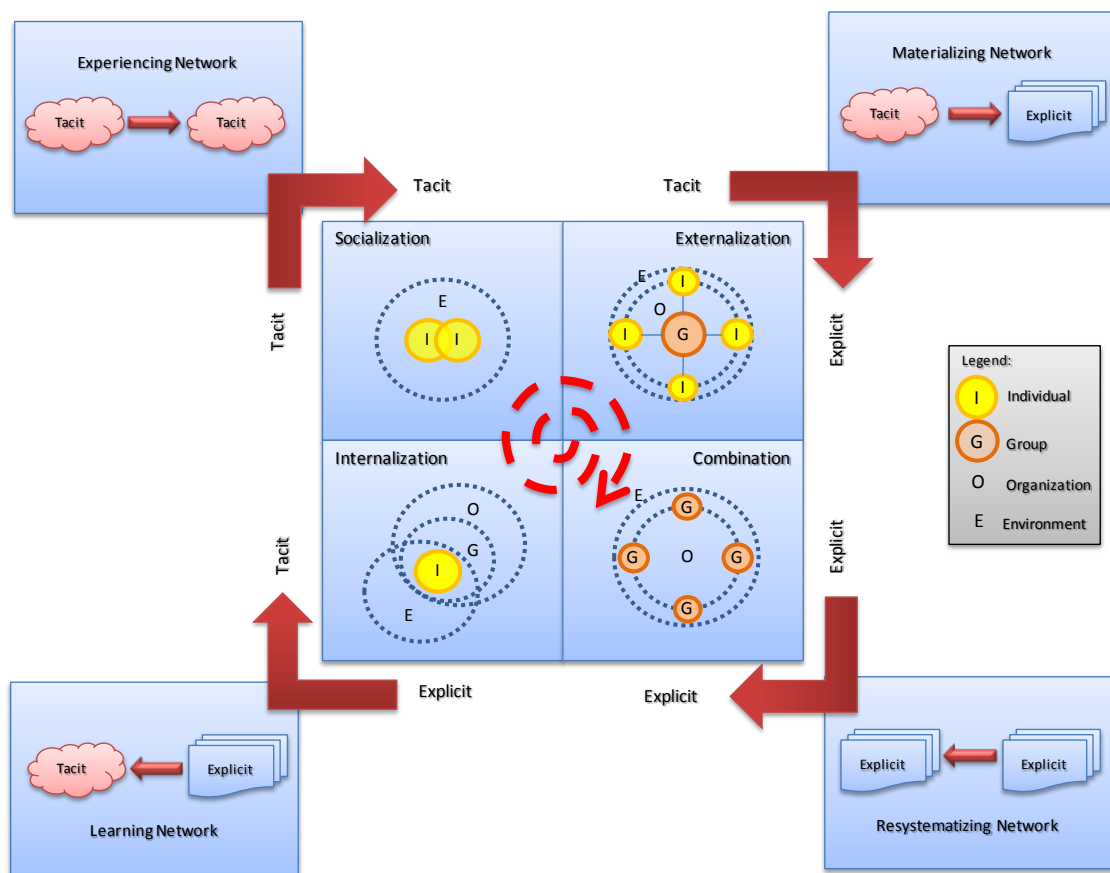 Experiencing Network
Tacit
Tacit
Materializing Network
Tacit
Explicit
Tacit
Tacit
Tacit
Explicit
Socialization
E
I I
Externalization
E
I
O
I
G
I
I
Legend:
I Individual
G Group
O Organization
E Environment
Internalization
O
G
I
E
Combination
E
G
G
O
G
G
Tacit
Explicit
Explicit
Explicit
Tacit
Explicit
Learning Network
Explicit
Explicit
Resystematizing Network